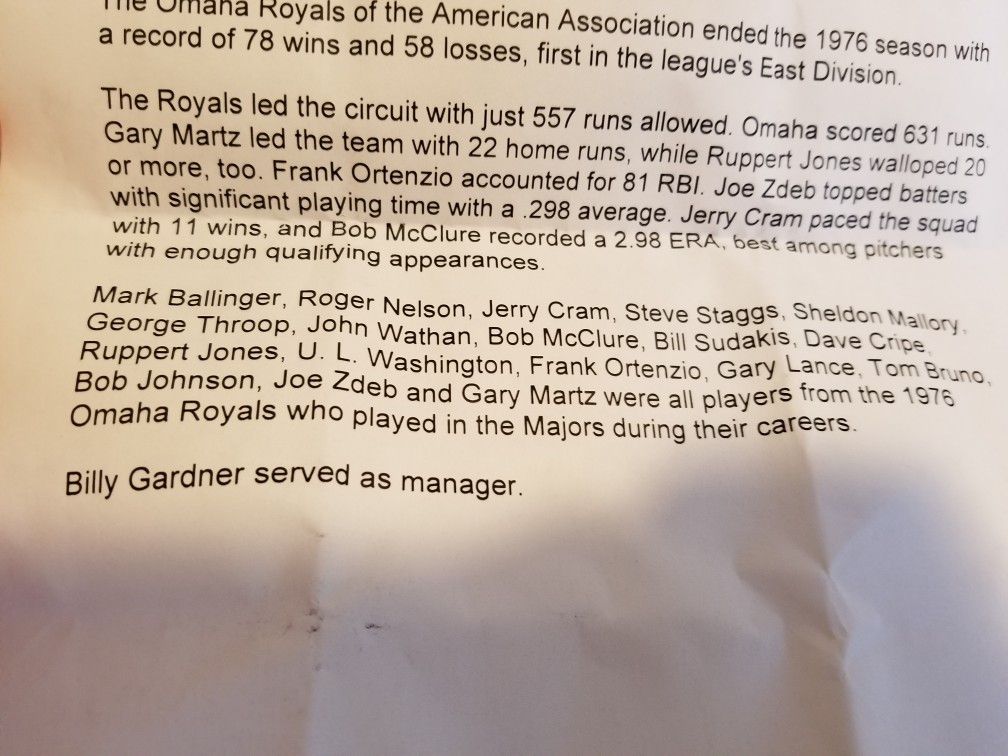 The Omaha Royals of the American Association ended the 1976 season with
a record of 78 wins and 58 losses, first in the league's East Division.
The Royals led the circuit with just 557 runs allowed. Omaha scored 631 runs.
Gary Martz led the team with 22 home runs, while Ruppert Jones walloped 20
or more, too. Frank Ortenzio accounted for 81 RBI. Joe Zdeb topped batters
with significant playing time with a .298 average. Jerry Cram paced the squad
with 11 wins, and Bob McClure recorded a 2.98 ERA, best among pitchers
with enough qualifying appearances.
Mark Ballinger, Roger Nelson, Jerry Cram, Steve Staggs, Sheldon Mallory,
George Throop, John Wathan, Bob McClure, Bill Sudakis, Dave Cripe,
Ruppert Jones, U. L. Washington, Frank Ortenzio, Gary Lance, Tom Bruno,
Bob Johnson, Joe Zdeb and Gary Martz were all players from the 1976
Omaha Royals who played in the Majors during their careers.
Billy Gardner served as manager.